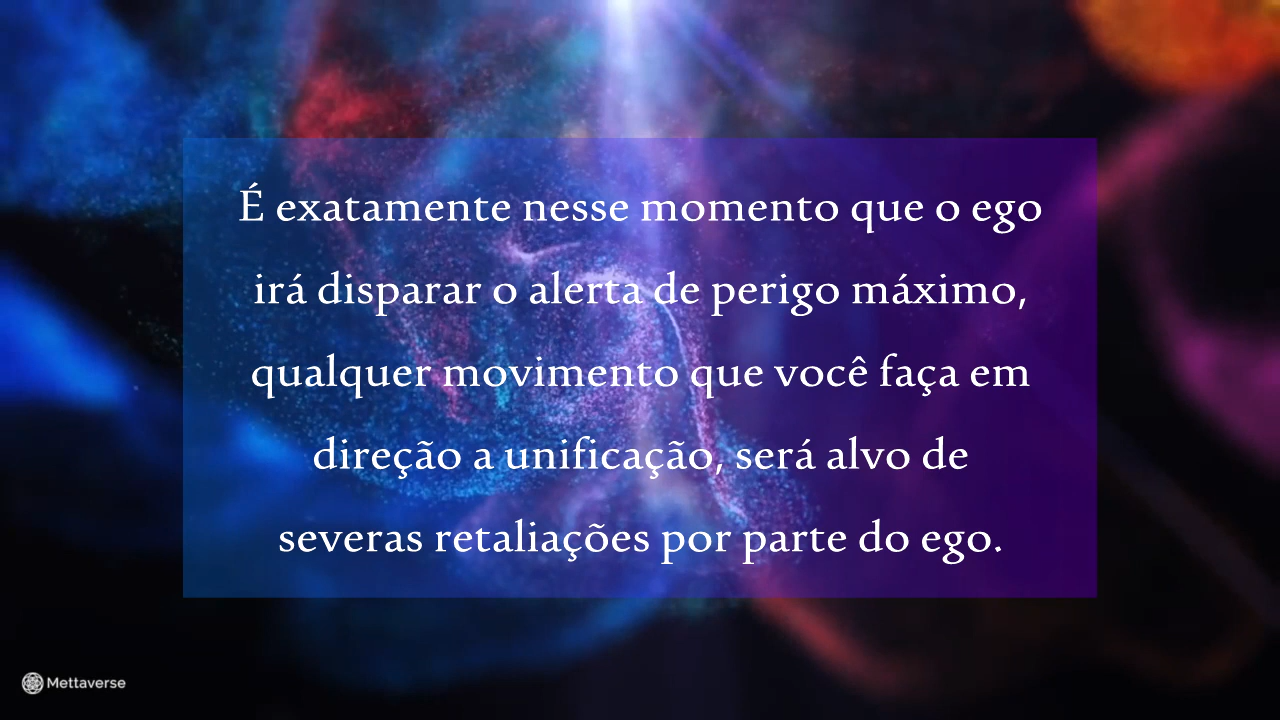 É exatamente nesse momento que o ego
irá disparar o alerta de perigo máximo,
qualquer movimento que você faça em
direção a unificação, será alvo de
severas retaliações por parte do ego.
Mettaverse